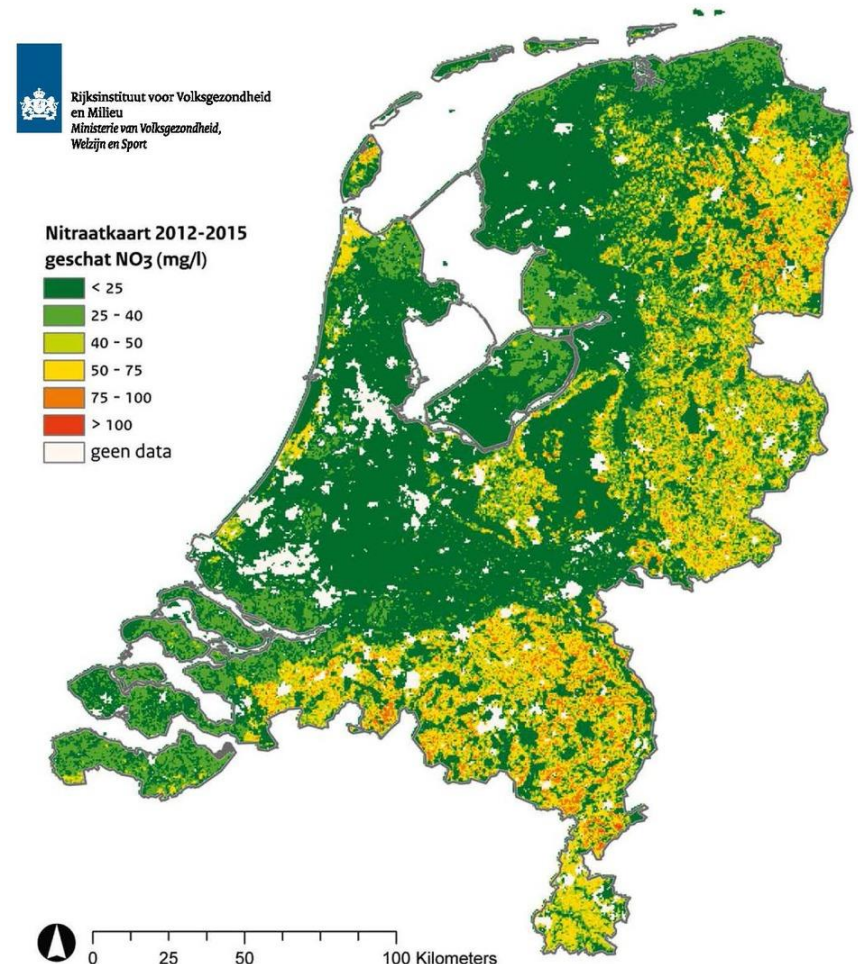 Rijksinstituut voor Volksgezondheid
en Milieu
Ministerie van Volksgezondheid,
Welzijn en Sport
Nitraatkaart 2012-2015
geschat NO3 (mg/l)
< 25
25 - 40
40 - 50
50 - 75
75 - 100
> 100
geen data
0 25 50 100 Kilometers